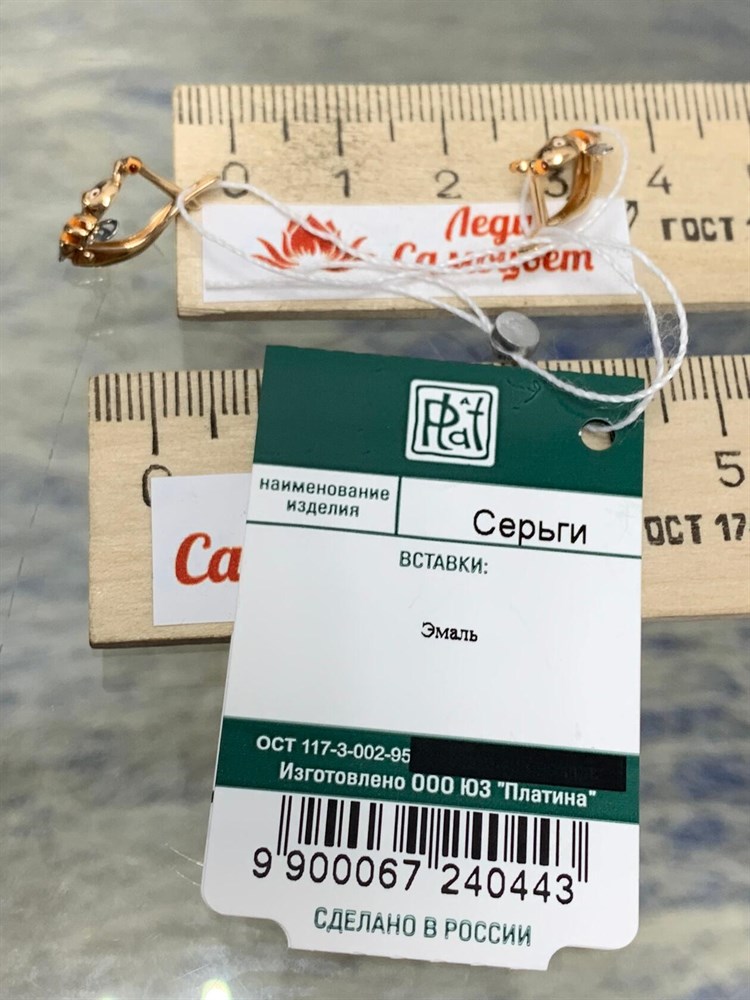 0 1 2 3 4
ГОСТ
Леди
Самоцвет
0
5
Са
ОСТ 17
Plat
наименование
изделия
Серьги
ВСТАВКИ:
Эмаль
ОСТ 117-3-002-95
Изготовлено ООО ЮЗ "Платина"
9 900067 240443
СДЕЛАНО В РОССИИ